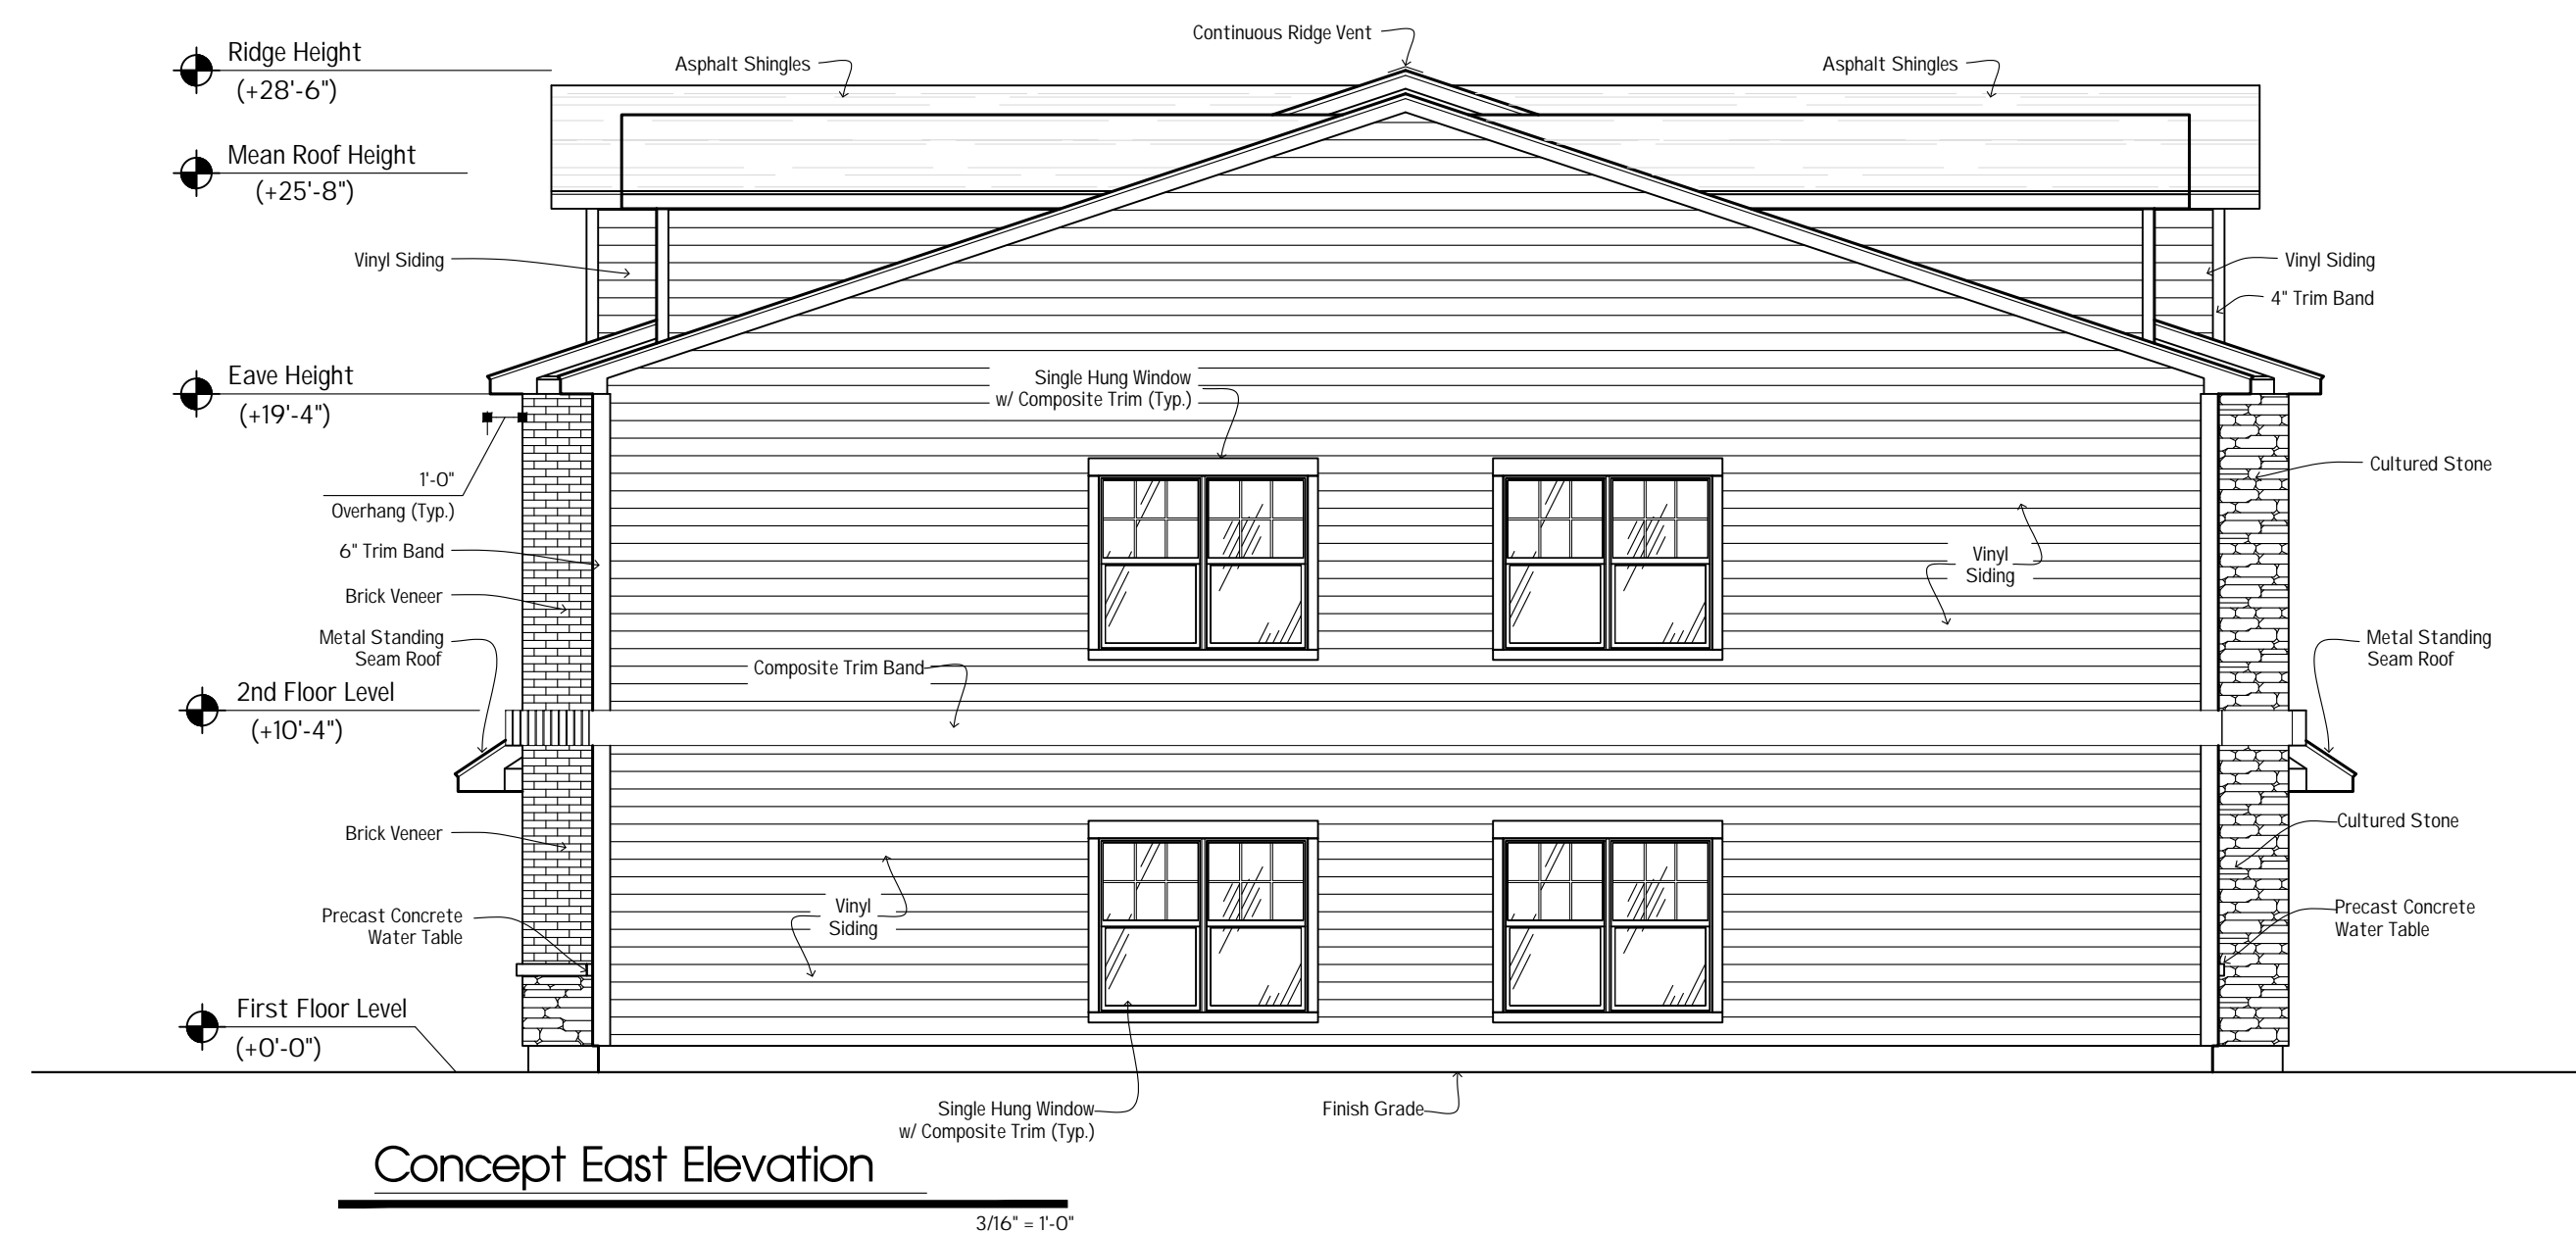 Continuous Ridge Vent
Ridge Height
(+28'-6")
Asphalt Shingles
Asphalt Shingles
Mean Roof Height
(+25'-8")
Vinyl Siding
Vinyl Siding
4" Trim Band
Eave Height
(+19'-4")
Single Hung Window
w/ Composite Trim (Typ.)
1'-0"
Overhang (Typ.)
Cultured Stone
6" Trim Band
Vinyl
Siding
Brick Veneer
Metal Standing
Seam Roof
Metal Standing
Seam Roof
Composite Trim Band
2nd Floor Level
(+10'-4")
Brick Veneer
Cultured Stone
Vinyl
Siding
Precast Concrete
Water Table
Precast Concrete
Water Table
First Floor Level
(+0'-0")
Single Hung Window
w/ Composite Trim (Typ.)
Finish Grade
Concept East Elevation
3/16" = 1'-0"